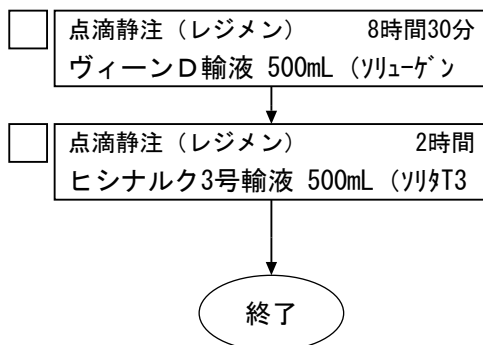 点滴静注（レジメン） 8時間30分
ヴィーンＤ輸液 500mL（ｿﾘｭｰｹﾞﾝ
点滴静注（レジメン） 2時間
ヒシナルク3号輸液 500mL（ｿﾘﾀT3
終了